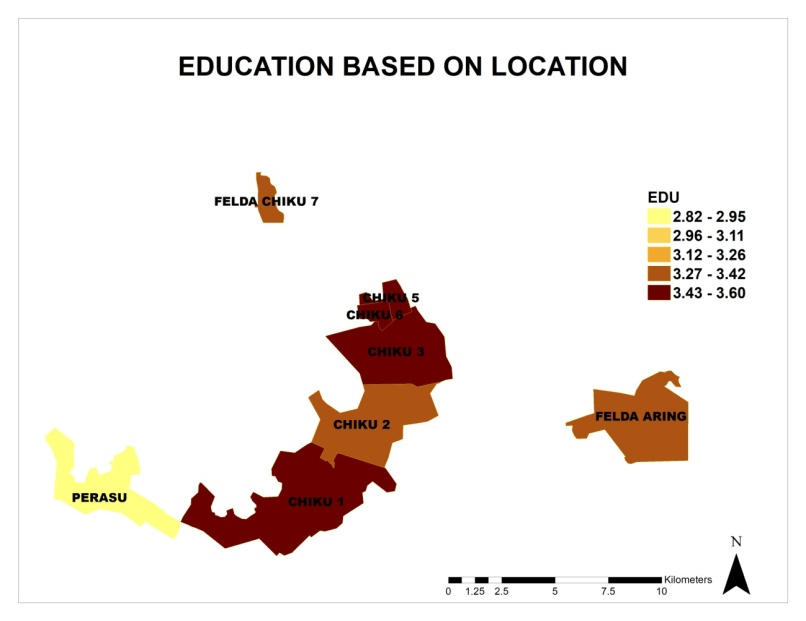 EDUCATION BASED ON LOCATION
FELDA CHIKU 7
EDU
2.82 - 2.95
2.96 - 3.11
3.12 - 3.26
3.27 - 3.42
3.43 - 3.60
CHIKU 5
CHIKU 6
CHIKU 3
FELDA ARING
CHIKU 2
PERASU
CHIKU 1
N
Kilometers
0 1.25 2.5 5 7.5 10